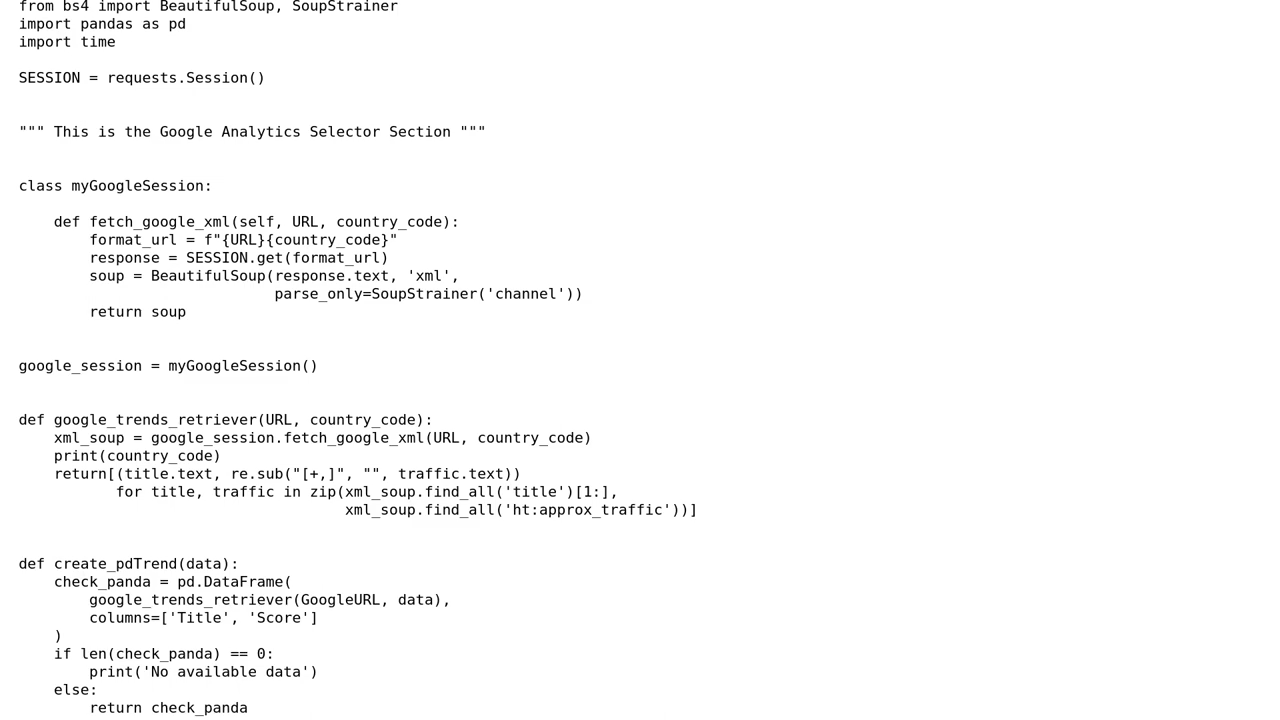 from bs4 import BeautifulSoup, SoupStrainer
import pandas as pd
import time
SESSION = requests.Session()
""" This is the Google Analytics Selector Section """
class myGoogleSession:
    def fetch_google_xml(self, URL, country_code):
        format_url = f"{URL}{country_code}"
        response = SESSION.get(format_url)
        soup = BeautifulSoup(response.text, 'xml',
                             parse_only=SoupStrainer('channel'))
        return soup
google_session = myGoogleSession()
def google_trends_retriever(URL, country_code):
    xml_soup = google_session.fetch_google_xml(URL, country_code)
    print(country_code)
    return[(title.text, re.sub("[+,]", "", traffic.text))
           for title, traffic in zip(xml_soup.find_all('title')[1:],
                                     xml_soup.find_all('ht:approx_traffic'))]
def create_pdTrend(data):
    check_panda = pd.DataFrame(
        google_trends_retriever(GoogleURL, data),
        columns=['Title', 'Score']
    )
    if len(check_panda) == 0:
        print('No available data')
    else:
        return check_panda